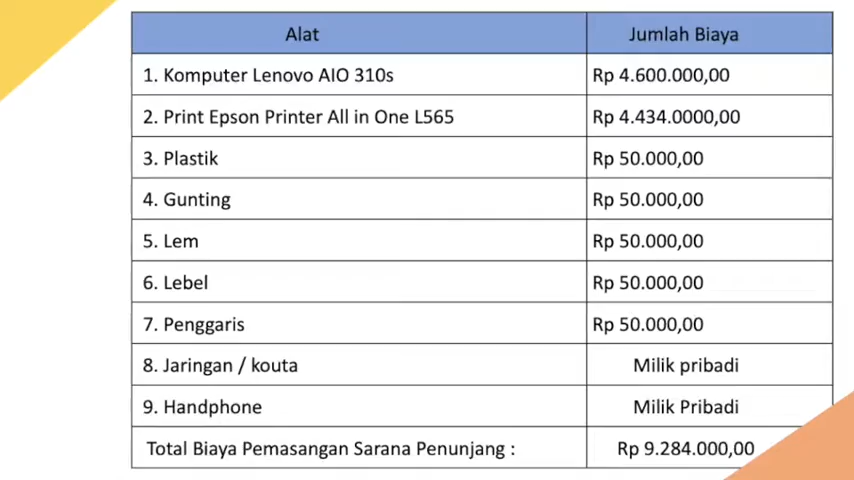 Alat Jumlah Biaya
1. Komputer Lenovo AIO 310s Rp 4.600.000,00
2. Print Epson Printer All in One L565 Rp 4.434.0000,00
3. Plastik Rp 50.000,00
4. Gunting Rp 50.000,00
5. Lem Rp 50.000,00
6. Lebel Rp 50.000,00
7. Penggaris Rp 50.000,00
8. Jaringan / kouta Milik pribadi
9. Handphone Milik Pribadi
Total Biaya Pemasangan Sarana Penunjang : Rp 9.284.000,00